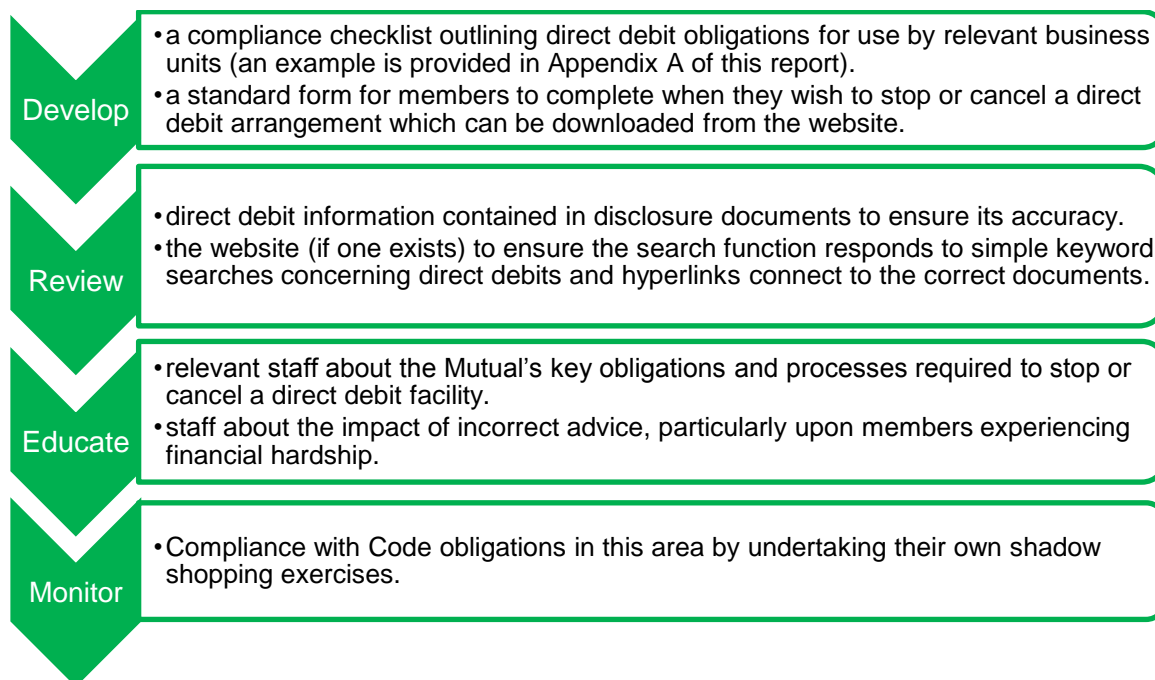 Develop
•a compliance checklist outlining direct debit obligations for use by relevant business
units (an example is provided in Appendix A of this report).
•a standard form for members to complete when they wish to stop or cancel a direct
debit arrangement which can be downloaded from the website.
Review
•direct debit information contained in disclosure documents to ensure its accuracy.
•the website (if one exists) to ensure the search function responds to simple keyword
searches concerning direct debits and hyperlinks connect to the correct documents.
Educate
•relevant staff about the Mutual's key obligations and processes required to stop or
cancel a direct debit facility.
•staff about the impact of incorrect advice, particularly upon members experiencing
financial hardship.
Monitor
•Compliance with Code obligations in this area by undertaking their own shadow
shopping exercises.